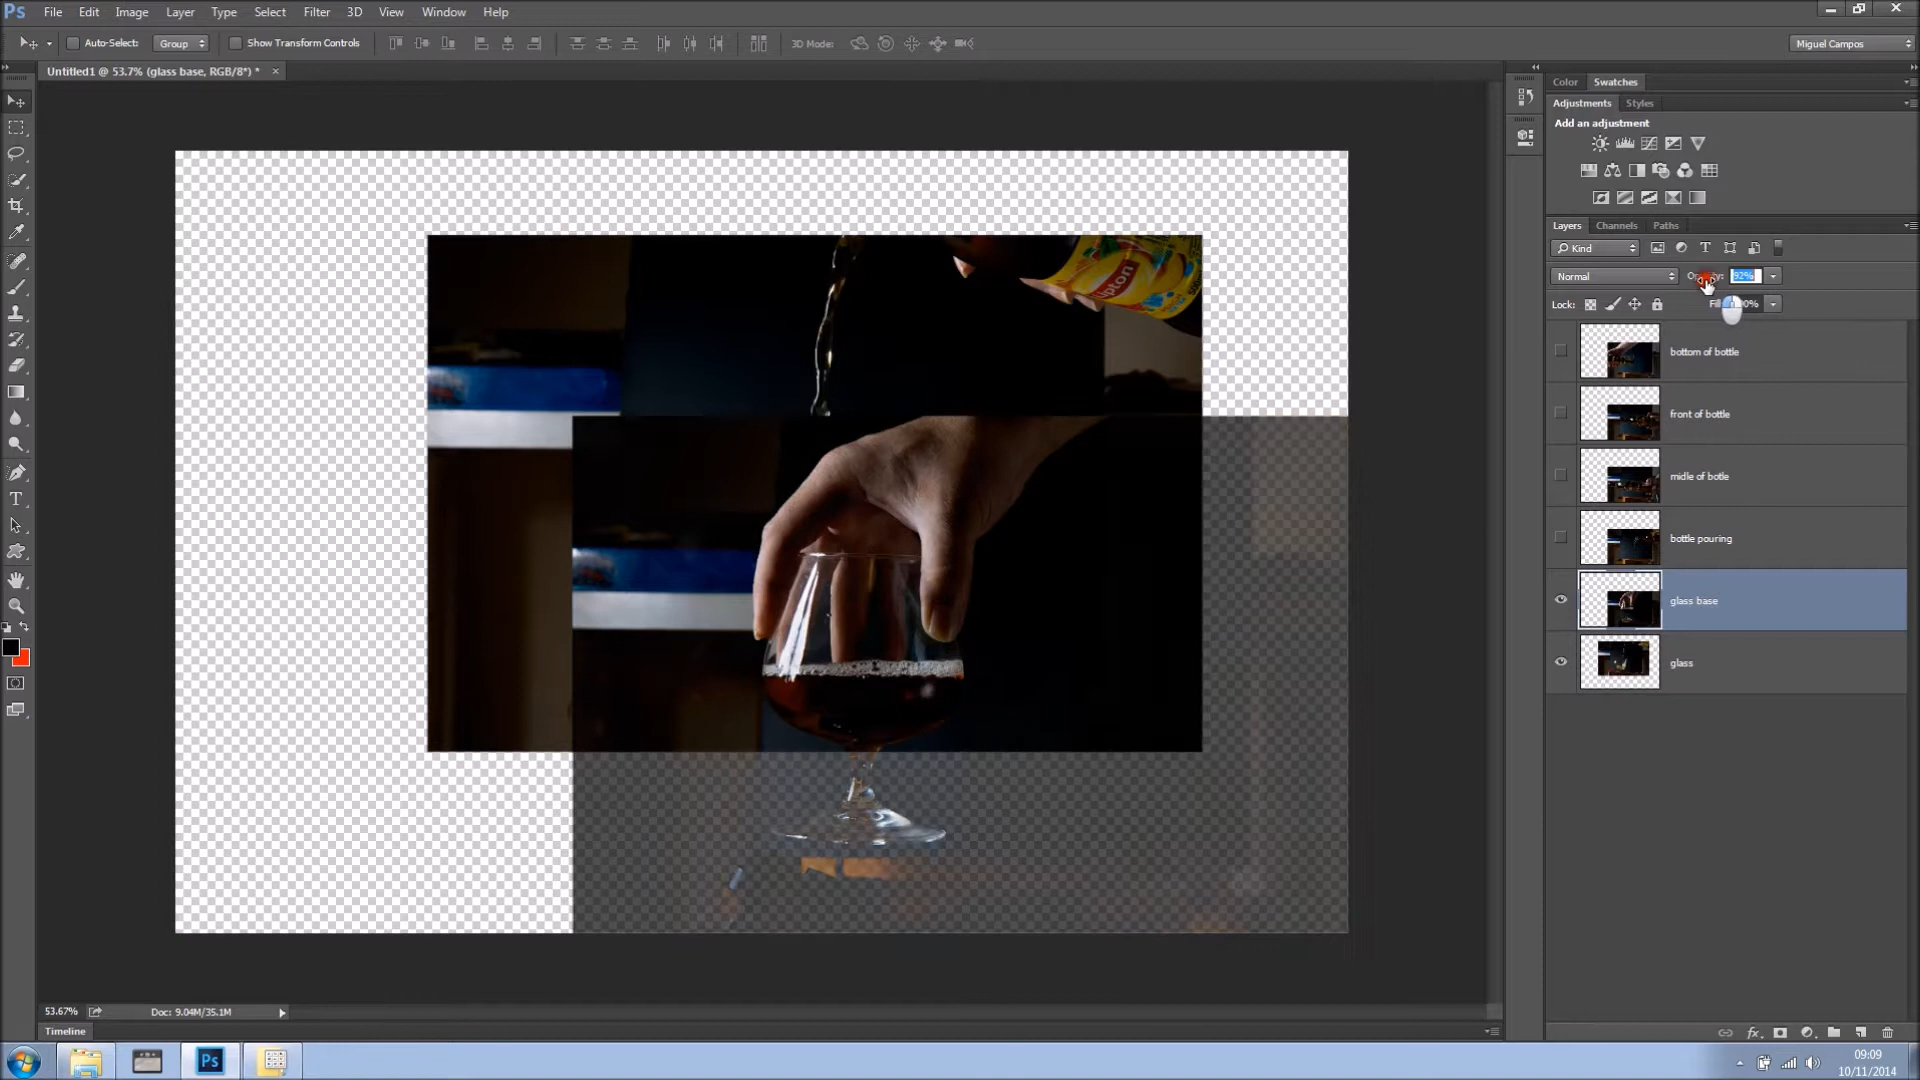 Ps File Edit Image Layer Type Select Filter 3D View Window Help
Auto-Select: Group Show Transform Controls 3D Mode: Miguel Campos
Untitled1 @ 53.7% (glass base, RGB/8*) * ×
Color Swatches
Adjustments Styles
Add an adjustment
Layers Channels Paths
Kind
Normal 92%
Lock:
bottom of bottle
front of bottle
midle of botle
bottle pouring
glass base
glass
Lipton
53.67% Doc: 9.04M/35.1M
Timeline
Ps
09:09
10/11/2014